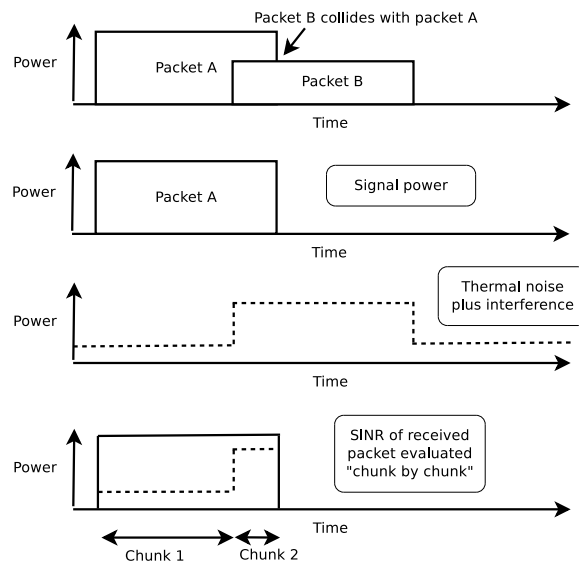 Packet B collides with packet A
Power
Packet A
Packet B
Time
Power
Packet A
Signal power
Time
Power
Thermal noise
plus interference
Time
Power
SINR of received
packet evaluated
"chunk by chunk"
Time
Chunk 1
Chunk 2